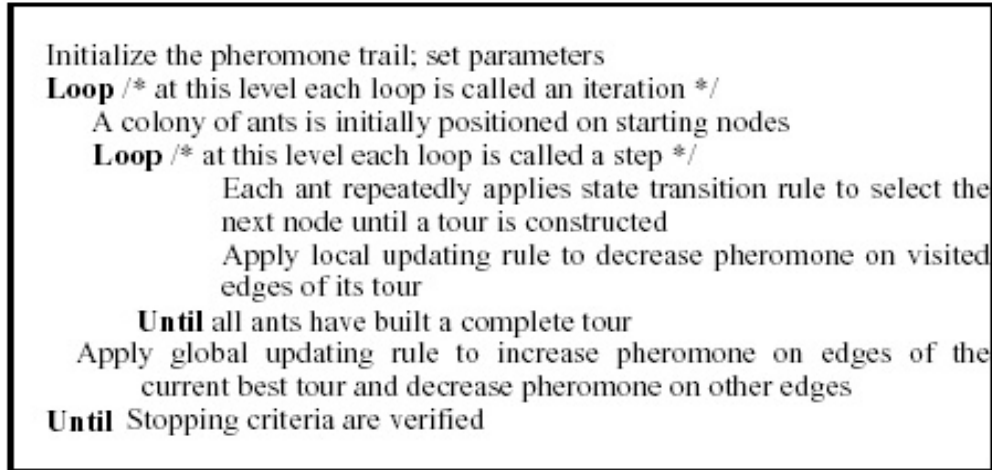 Initialize the pheromone trail; set parameters
Loop /* at this level each loop is called an iteration */
A colony of ants is initially positioned on starting nodes
Loop /* at this level each loop is called a step */
Each ant repeatedly applies state transition rule to select the
next node until a tour is constructed
Apply local updating rule to decrease pheromone on visited
edges of its tour
Until all ants have built a complete tour
Apply global updating rule to increase pheromone on edges of the
current best tour and decrease pheromone on other edges
Until Stopping criteria are verified